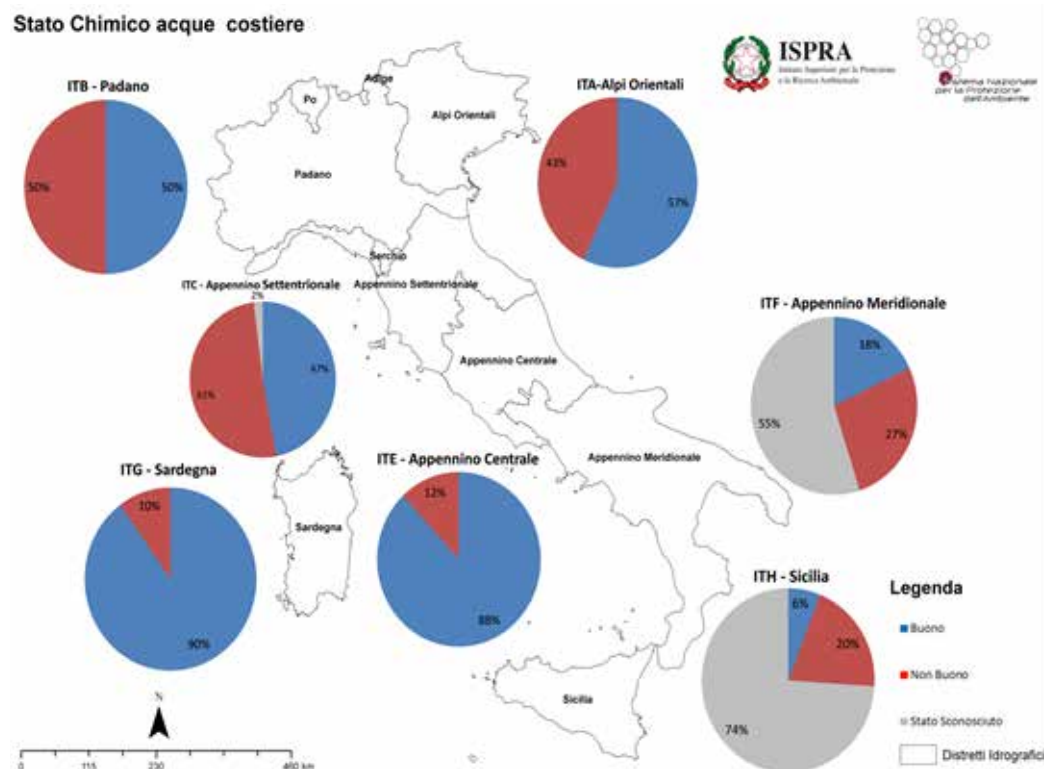 Stato Chimico acque costiere
ISPRA
Istituto Superiore per la Protezione
e la Ricerca Ambientale
Sistema Nazionale
per la Protezione
dell'Ambiente
ITB - Padano
50%
50%
Adige
Po
Alpi Orientali
Padano
ITA-Alpi Orientali
43%
57%
Serchio
ITC - Appennino Settentrionale
2%
47%
Appennino Settentrionale
Appennino Centrale
ITF - Appennino Meridionale
18%
55%
27%
Appennino Meridionale
ITG - Sardegna
10%
90%
Sardegna
ITE - Appennino Centrale
12%
88%
ITH - Sicilia
6%
20%
74%
Sicilia
Legenda
Buono
Non Buono
Stato Sconosciuto
Distretti Idrografici
N
0 115 230 460 km